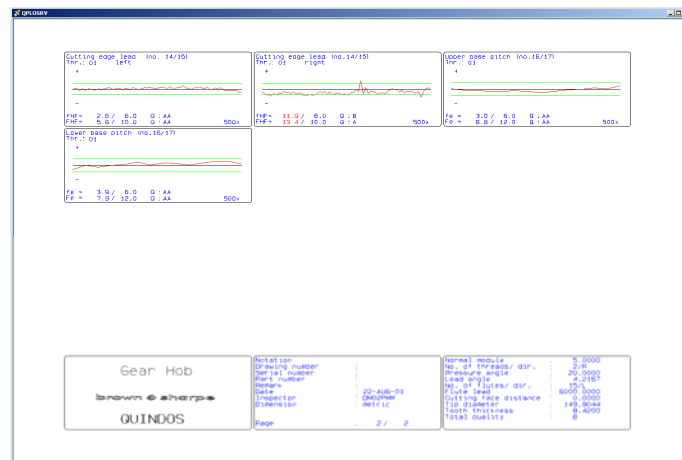 QPLOSRV
Cutting edge lead (no. 14/15)
Thr.: 01 left
+
-
fHF= 2.6/ 6.0 Q:AA
FHF= 5.6/ 10.0 Q:AA 500x
Cutting edge lead (no.14/15)
Thr.: 01 right
+
-
fHF= 11.9/ 6.0 Q:B
FHF= 13.4/ 10.0 Q:A 500x
Upper base pitch (no.16/17)
Thr.: 01
+
-
fe = 3.0/ 6.0 Q:AA
Fe = 6.8/ 12.0 Q:AA 500x
Lower base pitch (no.16/17)
Thr.: 01
+
-
fe = 3.9/ 6.0 Q:AA
Fe = 7.9/ 12.0 Q:AA 500x
Gear Hob
brown & sharpe
QUINDOS
Notation :
Drawing number :
Serial number :
Part number :
Remark :
Date : 22-AUG-01
Inspector : DMO2PMM
Dimension : metric
Page : 2/ 2
Normal module : 5.0000
No. of threads/ dir. : 2/R
Pressure angle : 20.0000
Lead angle : 4.2167
No. of flutes/ dir. : 15/L
Flute lead : 6000.0000
Cutting face distance : 0.0000
Tip diameter : 149.9044
Tooth thickness : 8.4200
Total quality : B